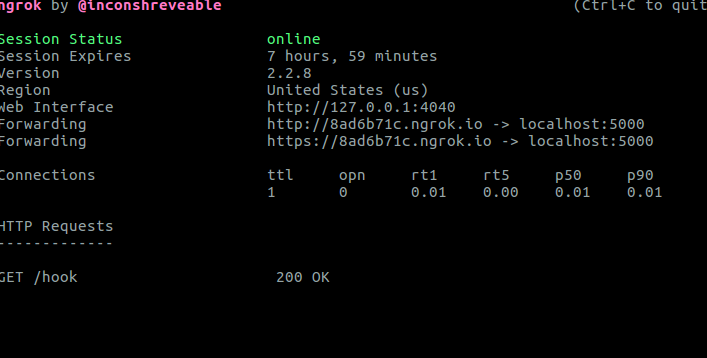 ngrok by @inconshreveable (Ctrl+C to quit
Session Status online
Session Expires 7 hours, 59 minutes
Version 2.2.8
Region United States (us)
Web Interface http://127.0.0.1:4040
Forwarding http://8ad6b71c.ngrok.io -> localhost:5000
Forwarding https://8ad6b71c.ngrok.io -> localhost:5000
Connections ttl opn rt1 rt5 p50 p90
1 0 0.01 0.00 0.01 0.01
HTTP Requests
-------------
GET /hook 200 OK